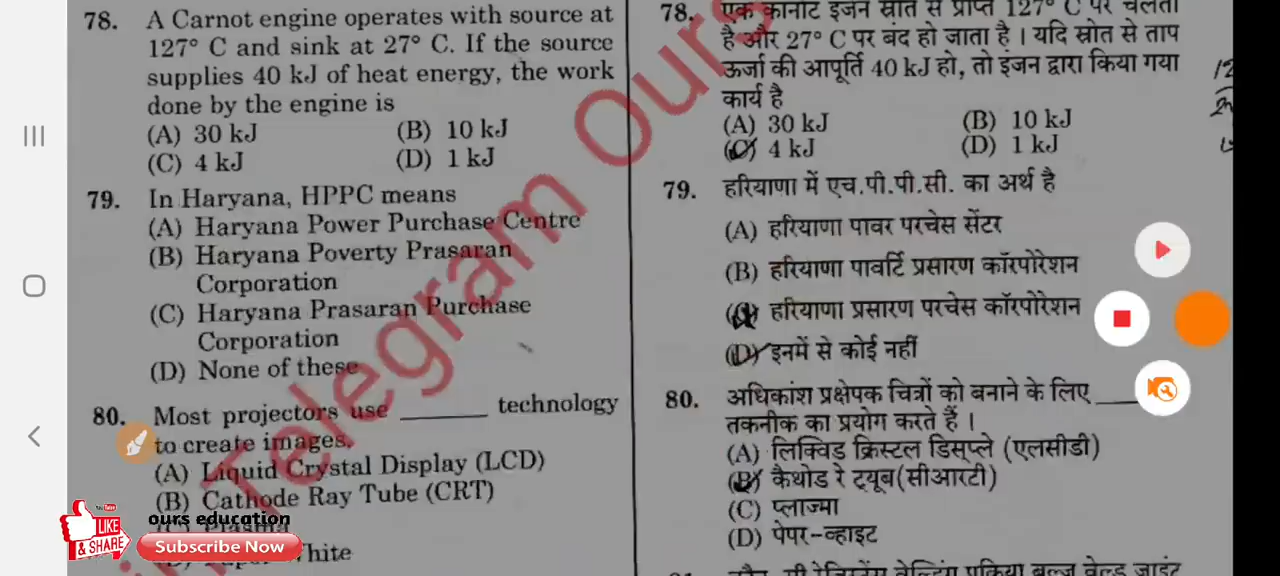 78. A Carnot engine operates with source at
127° C and sink at 27° C. If the source
supplies 40 kJ of heat energy, the work
done by the engine is
(A) 30 kJ (B) 10 kJ
(C) 4 kJ (D) 1 kJ
79. In Haryana, HPPC means
(A) Haryana Power Purchase Centre
(B) Haryana Poverty Prasaran
Corporation
(C) Haryana Prasaran Purchase
Corporation
(D) None of these
80. Most projectors use ______ technology
to create images.
(A) Liquid Crystal Display (LCD)
(B) Cathode Ray Tube (CRT)
(C) Plasma
White
78. एक कार्नोट इंजन स्रोत से प्राप्त 127° C पर चलता
है और 27° C पर बंद हो जाता है । यदि स्रोत से ताप
ऊर्जा की आपूर्ति 40 kJ हो, तो इंजन द्वारा किया गया
कार्य है
(A) 30 kJ (B) 10 kJ
(C) 4 kJ (D) 1 kJ
79. हरियाणा में एच.पी.पी.सी. का अर्थ है
(A) हरियाणा पावर परचेस सेंटर
(B) हरियाणा पावर्टि प्रसारण कॉरपोरेशन
(C) हरियाणा प्रसारण परचेस कॉरपोरेशन
(D) इनमें से कोई नहीं
80. अधिकांश प्रक्षेपक चित्रों को बनाने के लिए ____
तकनीक का प्रयोग करते हैं ।
(A) लिक्विड क्रिस्टल डिस्प्ले (एलसीडी)
(B) कैथोड रे ट्यूब(सीआरटी)
(C) प्लाज्मा
(D) पेपर-व्हाइट
Telegram Ours
ours education
LIKE
& SHARE
Subscribe Now